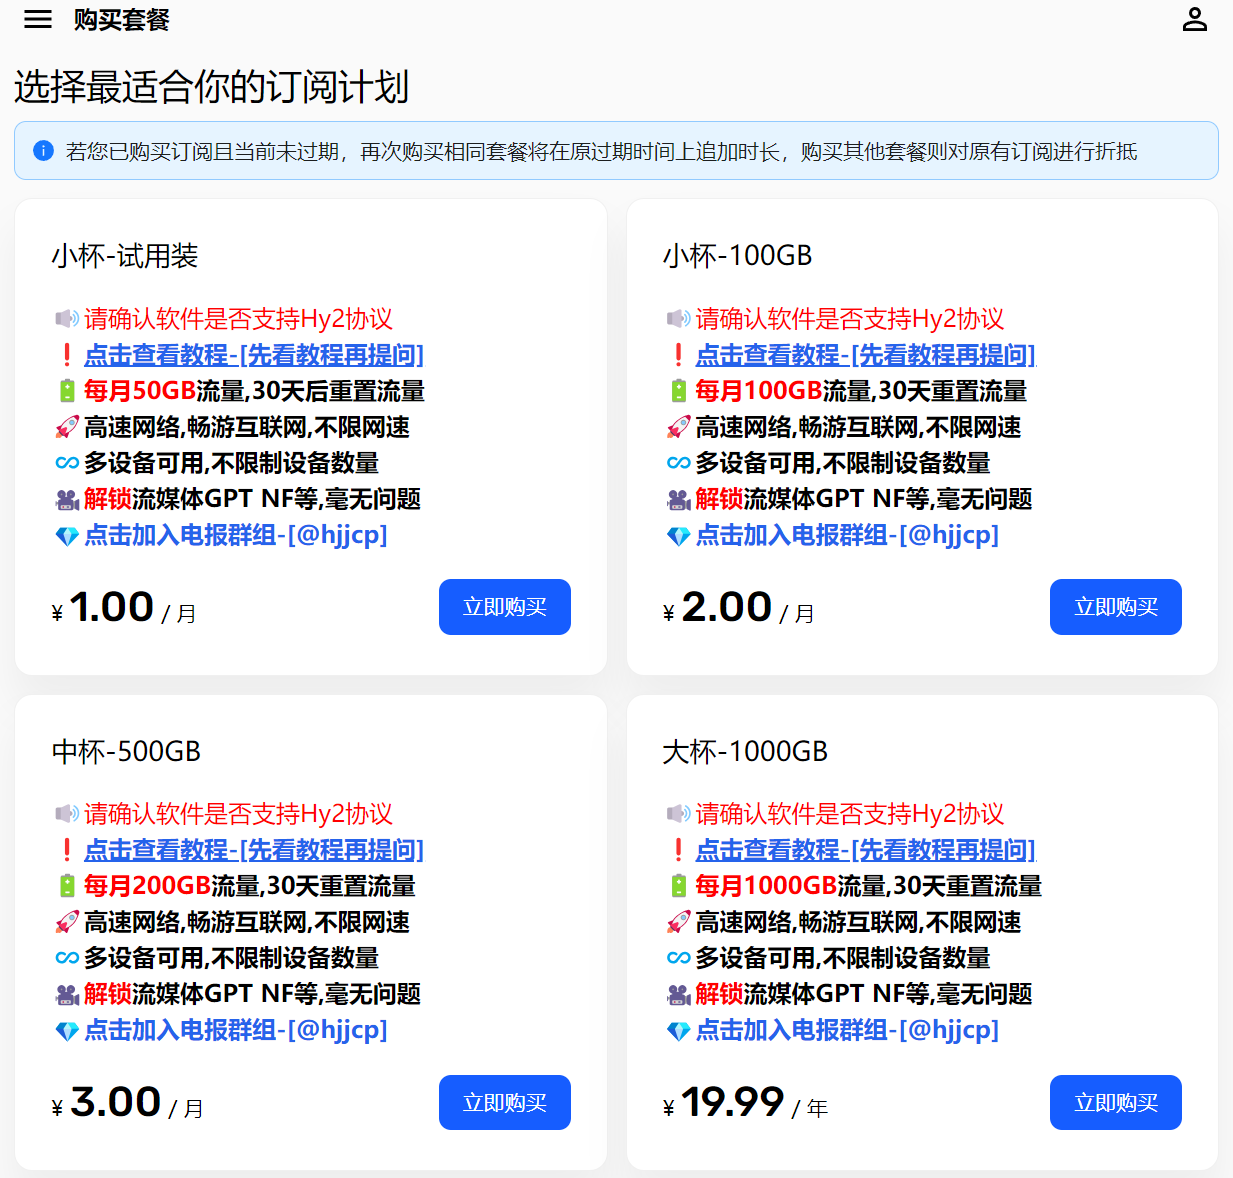 购买套餐
选择最适合你的订阅计划
若您已购买订阅且当前未过期，再次购买相同套餐将在原过期时间上追加时长，购买其他套餐则对原有订阅进行折抵
小杯-试用装
请确认软件是否支持Hy2协议
❗点击查看教程-[先看教程再提问]
每月50GB流量,30天后重置流量
高速网络,畅游互联网,不限网速
多设备可用,不限制设备数量
解锁流媒体GPT NF等,毫无问题
点击加入电报群组-[@hjjcp]
¥ 1.00 / 月
立即购买
小杯-100GB
请确认软件是否支持Hy2协议
❗点击查看教程-[先看教程再提问]
每月100GB流量,30天重置流量
高速网络,畅游互联网,不限网速
多设备可用,不限制设备数量
解锁流媒体GPT NF等,毫无问题
点击加入电报群组-[@hjjcp]
¥ 2.00 / 月
立即购买
中杯-500GB
请确认软件是否支持Hy2协议
❗点击查看教程-[先看教程再提问]
每月200GB流量,30天重置流量
高速网络,畅游互联网,不限网速
多设备可用,不限制设备数量
解锁流媒体GPT NF等,毫无问题
点击加入电报群组-[@hjjcp]
¥ 3.00 / 月
立即购买
大杯-1000GB
请确认软件是否支持Hy2协议
❗点击查看教程-[先看教程再提问]
每月1000GB流量,30天重置流量
高速网络,畅游互联网,不限网速
多设备可用,不限制设备数量
解锁流媒体GPT NF等,毫无问题
点击加入电报群组-[@hjjcp]
¥ 19.99 / 年
立即购买